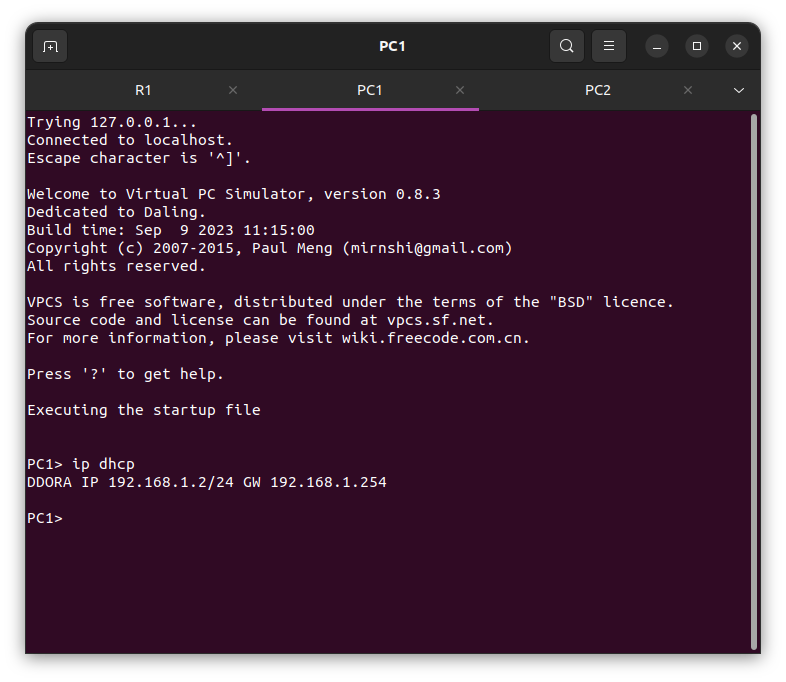 PC1
R1
PC1
PC2
Trying 127.0.0.1...
Connected to localhost.
Escape character is '^]'.
Welcome to Virtual PC Simulator, version 0.8.3
Dedicated to Daling.
Build time: Sep  9 2023 11:15:00
Copyright (c) 2007-2015, Paul Meng (mirnshi@gmail.com)
All rights reserved.
VPCS is free software, distributed under the terms of the "BSD" licence.
Source code and license can be found at vpcs.sf.net.
For more information, please visit wiki.freecode.com.cn.
Press '?' to get help.
Executing the startup file
PC1> ip dhcp
DDORA IP 192.168.1.2/24 GW 192.168.1.254
PC1>